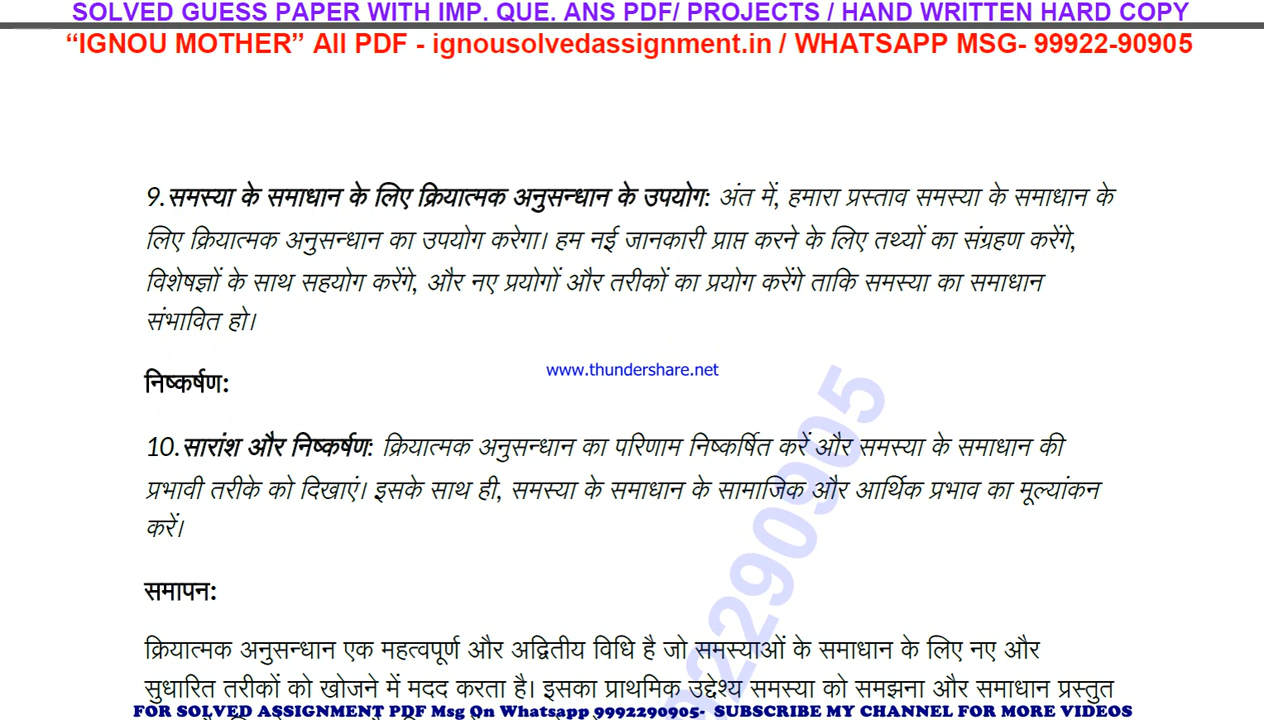 SOLVED GUESS PAPER WITH IMP. QUE. ANS PDF/ PROJECTS / HAND WRITTEN HARD COPY
“IGNOU MOTHER” All PDF - ignousolvedassignment.in / WHATSAPP MSG- 99922-90905
9.समस्या के समाधान के लिए क्रियात्मक अनुसन्धान के उपयोग: अंत में, हमारा प्रस्ताव समस्या के समाधान के
लिए क्रियात्मक अनुसन्धान का उपयोग करेगा। हम नई जानकारी प्राप्त करने के लिए तथ्यों का संग्रहण करेंगे,
विशेषज्ञों के साथ सहयोग करेंगे, और नए प्रयोगों और तरीकों का प्रयोग करेंगे ताकि समस्या का समाधान
संभावित हो।
www.thundershare.net
निष्कर्षण:
10.सारांश और निष्कर्षण: क्रियात्मक अनुसन्धान का परिणाम निष्कर्षित करें और समस्या के समाधान की
प्रभावी तरीके को दिखाएं। इसके साथ ही, समस्या के समाधान के सामाजिक और आर्थिक प्रभाव का मूल्यांकन
करें।
समापन:
क्रियात्मक अनुसन्धान एक महत्वपूर्ण और अद्वितीय विधि है जो समस्याओं के समाधान के लिए नए और
सुधारित तरीकों को खोजने में मदद करता है। इसका प्राथमिक उद्देश्य समस्या को समझना और समाधान प्रस्तुत
FOR SOLVED ASSIGNMENT PDF Msg On Whatsapp 9992290905- SUBSCRIBE MY CHANNEL FOR MORE VIDEOS